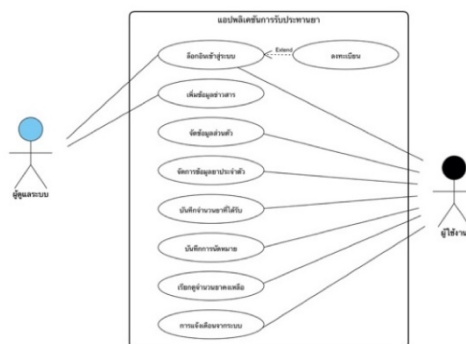 แอปพลิเคชันการรับประทานยา
ล็อกอินเข้าสู่ระบบ
Extend
ลงทะเบียน
เพิ่มข้อมูลข่าวสาร
จัดข้อมูลส่วนตัว
จัดการข้อมูลยาประจำตัว
บันทึกจำนวนยาที่ได้รับ
บันทึกการนัดหมาย
เรียกดูจำนวนยาคงเหลือ
การแจ้งเตือนจากระบบ
ผู้ดูแลระบบ
ผู้ใช้งาน